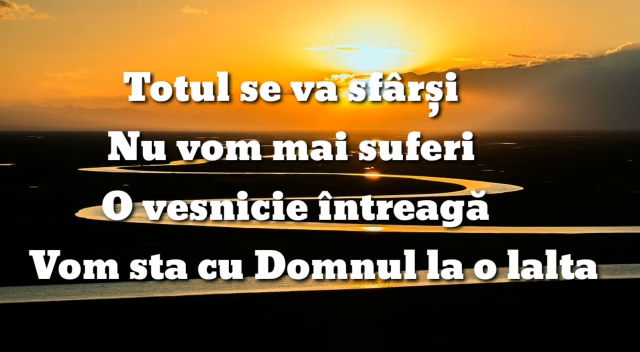 Totul se va sfârși
Nu vom mai suferi
O vesnicie întreagă
Vom sta cu Domnul la o lalta